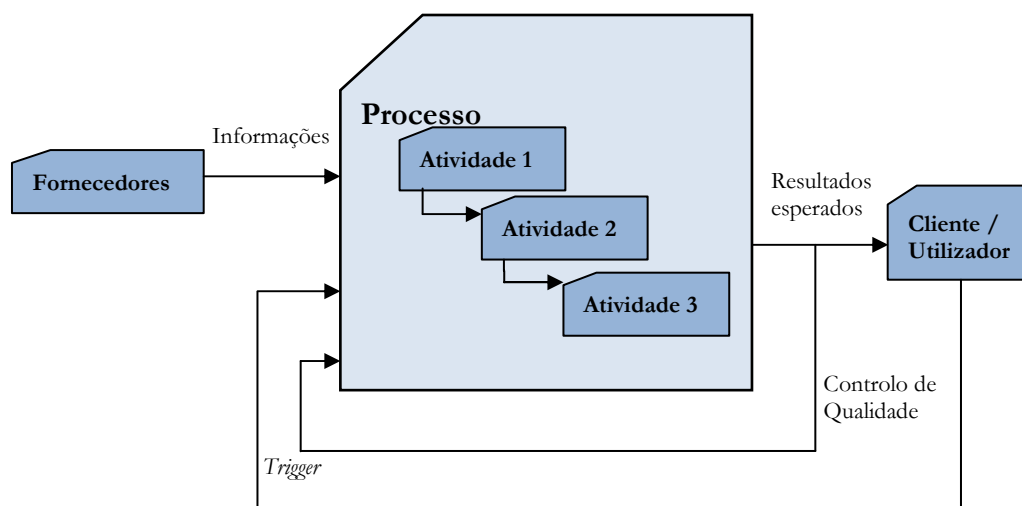 Processo
Informações
Atividade 1
Fornecedores
Resultados
esperados
Atividade 2
Cliente /
Utilizador
Atividade 3
Controlo de
Qualidade
Trigger